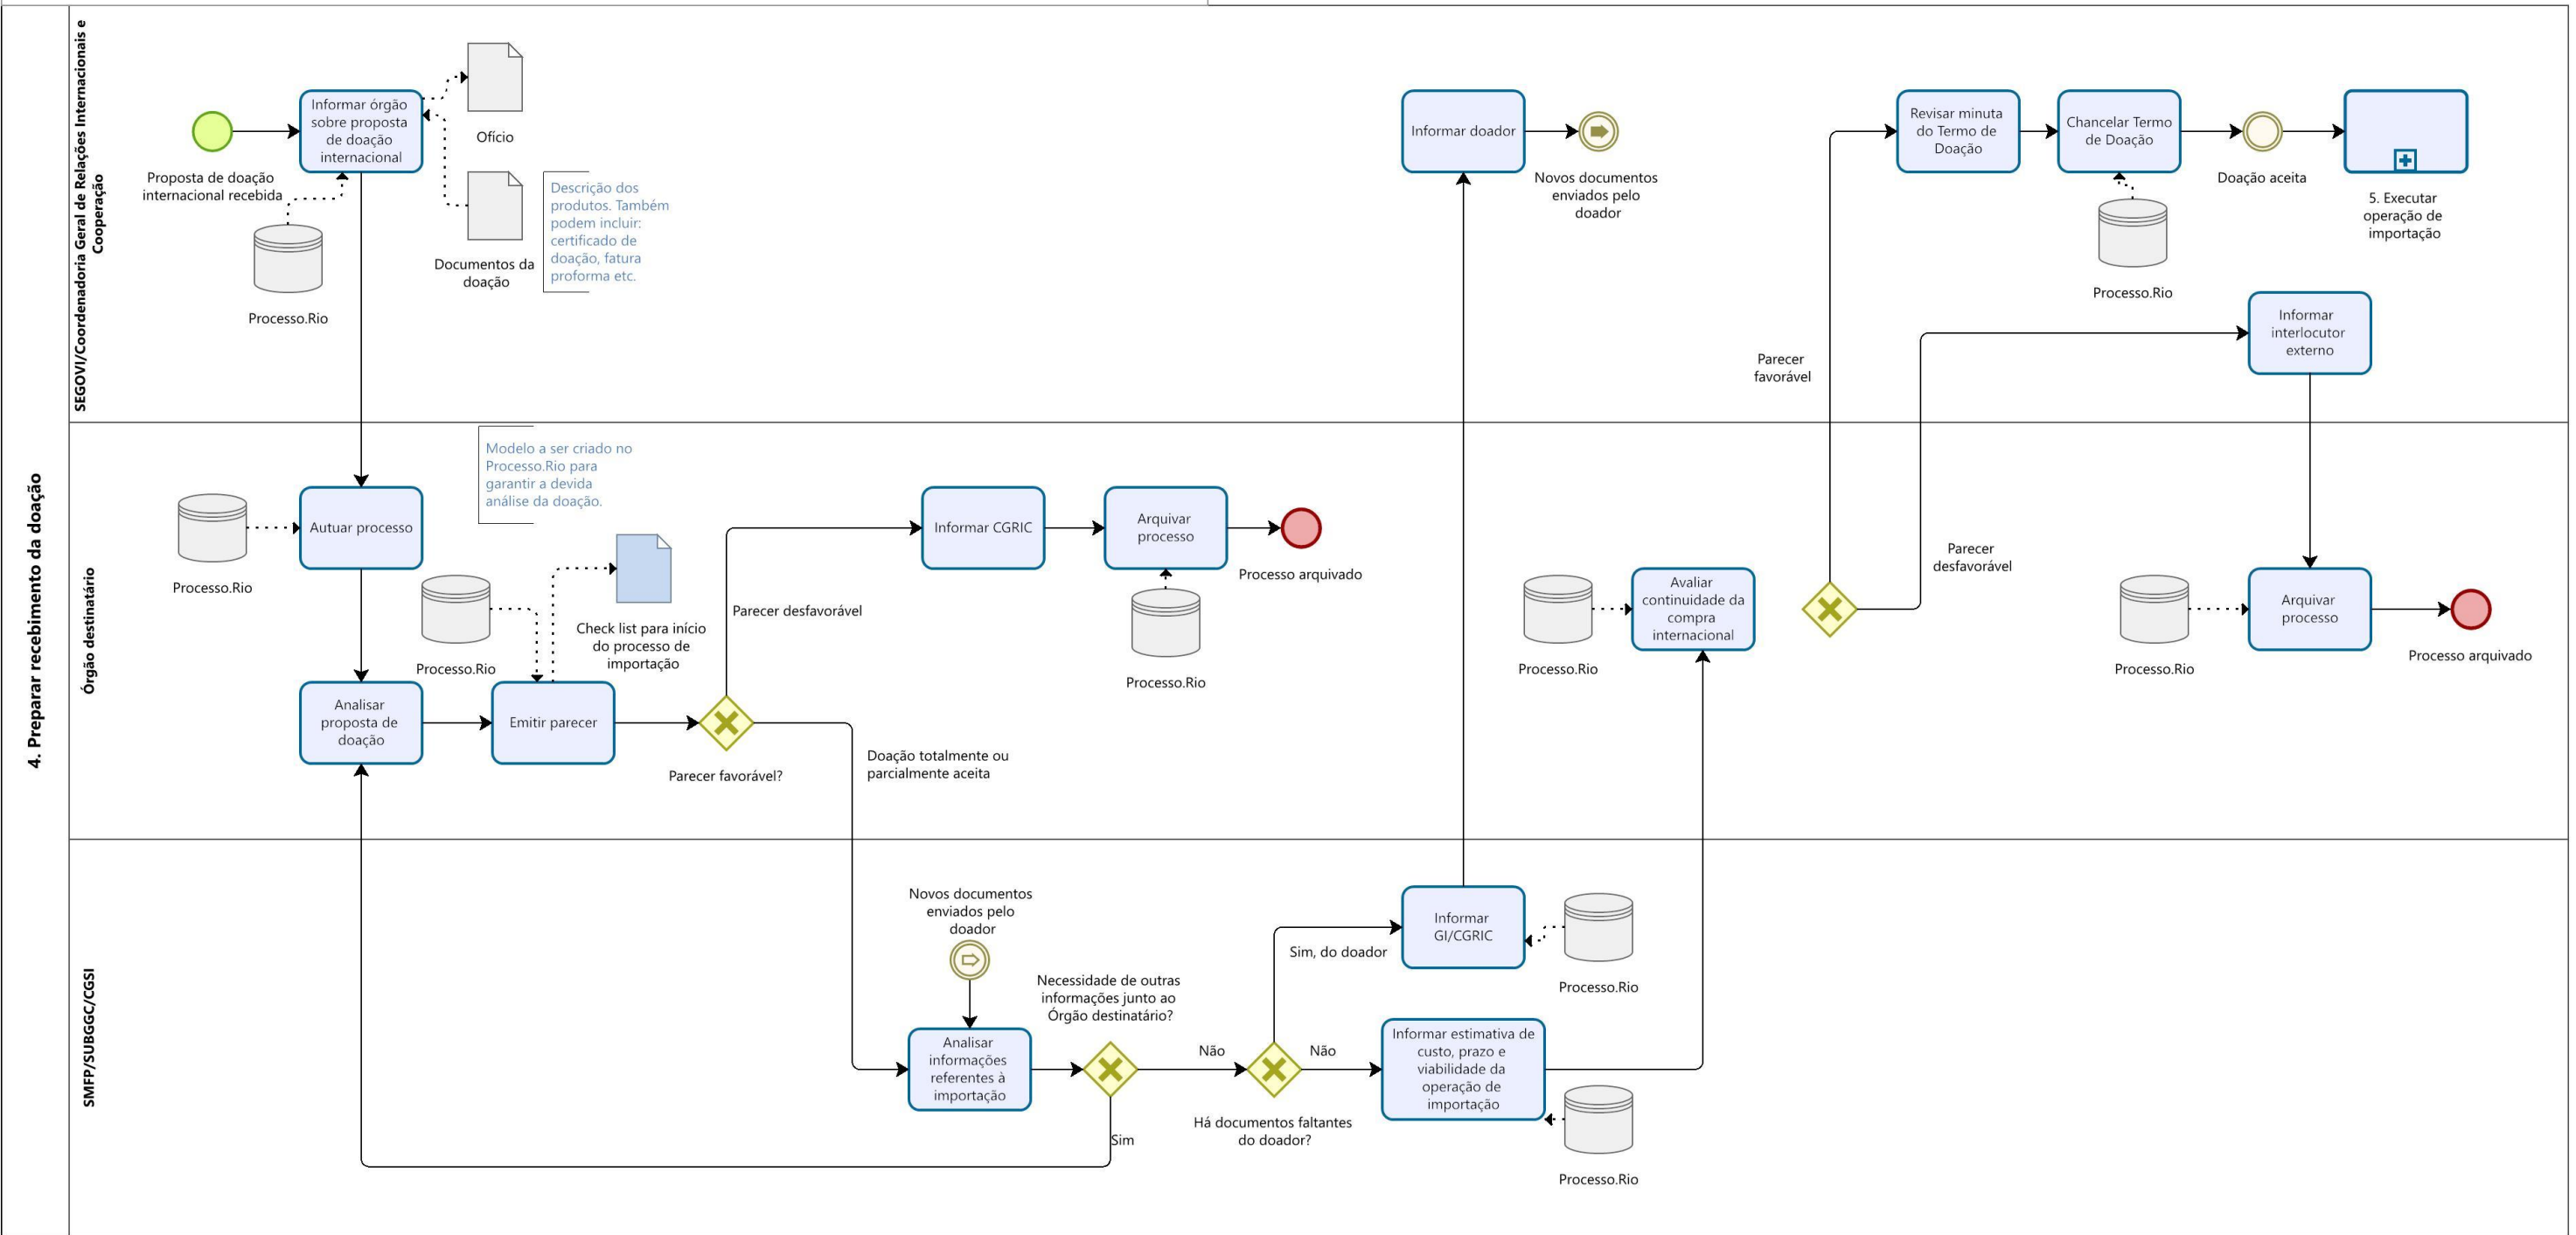 4. Preparar recebimento da doação
SEGOVI/Coordenadoria Geral de Relações Internacionais e
Cooperação
Proposta de doação
internacional recebida
Informar órgão
sobre proposta
de doação
internacional
Processo.Rio
Ofício
Documentos da
doação
Descrição dos
produtos. Também
podem incluir:
certificado de
doação, fatura
proforma etc.
Informar doador
Novos documentos
enviados pelo
doador
Revisar minuta
do Termo de
Doação
Chancelar Termo
de Doação
Processo.Rio
Doação aceita
5. Executar
operação de
importação
Informar
interlocutor
externo
Parecer
favorável
Órgão destinatário
Processo.Rio
Autuar processo
Modelo a ser criado no
Processo.Rio para
garantir a devida
análise da doação.
Processo.Rio
Check list para início
do processo de
importação
Analisar
proposta de
doação
Emitir parecer
Parecer favorável?
Parecer desfavorável
Doação totalmente ou
parcialmente aceita
Informar CGRIC
Arquivar
processo
Processo.Rio
Processo arquivado
Processo.Rio
Avaliar
continuidade da
compra
internacional
Parecer
desfavorável
Processo.Rio
Arquivar
processo
Processo arquivado
SMFP/SUBGGC/CGSI
Novos documentos
enviados pelo
doador
Analisar
informações
referentes à
importação
Necessidade de outras
informações junto ao
Órgão destinatário?
Sim
Não
Há documentos faltantes
do doador?
Sim, do doador
Não
Informar
GI/CGRIC
Processo.Rio
Informar estimativa de
custo, prazo e
viabilidade da
operação de
importação
Processo.Rio